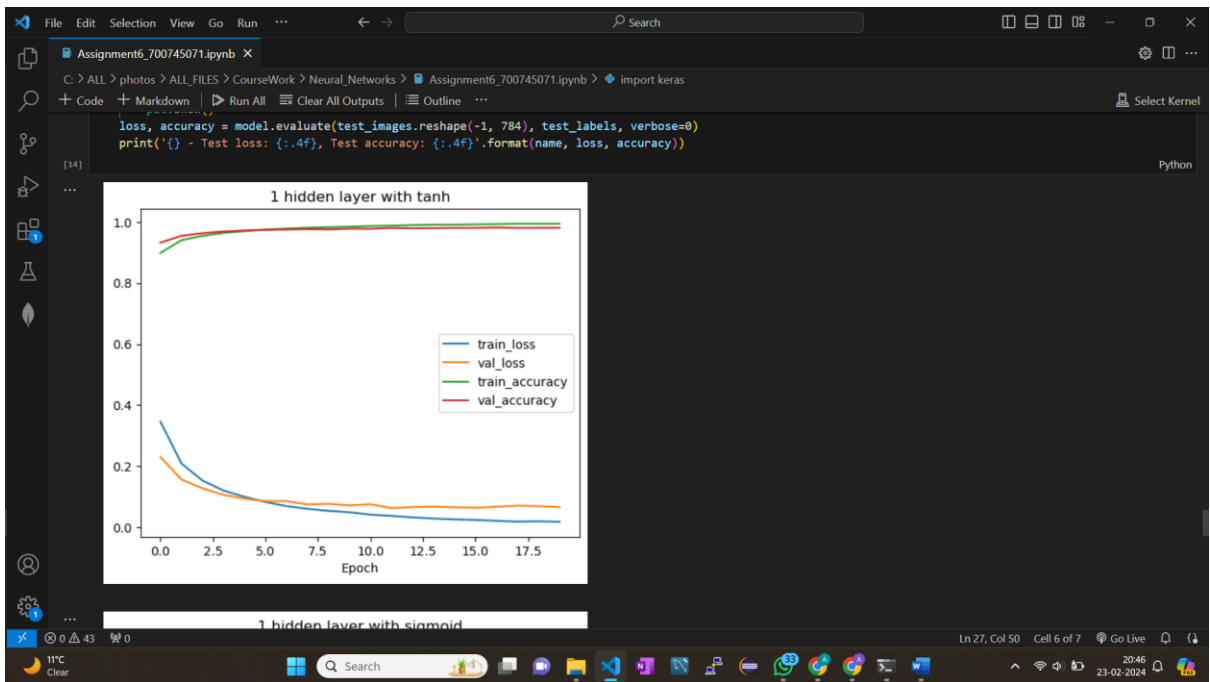 File Edit Selection View Go Run ... Search
Assignment6_700745071.ipynb
C: > ALL > photos > ALL_FILES > CourseWork > Neural_Networks > Assignment6_700745071.ipynb > import keras
+ Code + Markdown | Run All Clear All Outputs | Outline ... Select Kernel
loss, accuracy = model.evaluate(test_images.reshape(-1, 784), test_labels, verbose=0)
print('{} - Test loss: {:.4f}, Test accuracy: {:.4f}'.format(name, loss, accuracy))
[14] Python
1 hidden layer with tanh
1.0
0.8
0.6
0.4
0.2
0.0
train_loss
val_loss
train_accuracy
val_accuracy
0.0 2.5 5.0 7.5 10.0 12.5 15.0 17.5
Epoch
1 hidden layer with sigmoid
0 43 0 Ln 27, Col 50 Cell 6 of 7 Go Live
11°C
Clear
Search
33
20:46
23-02-2024